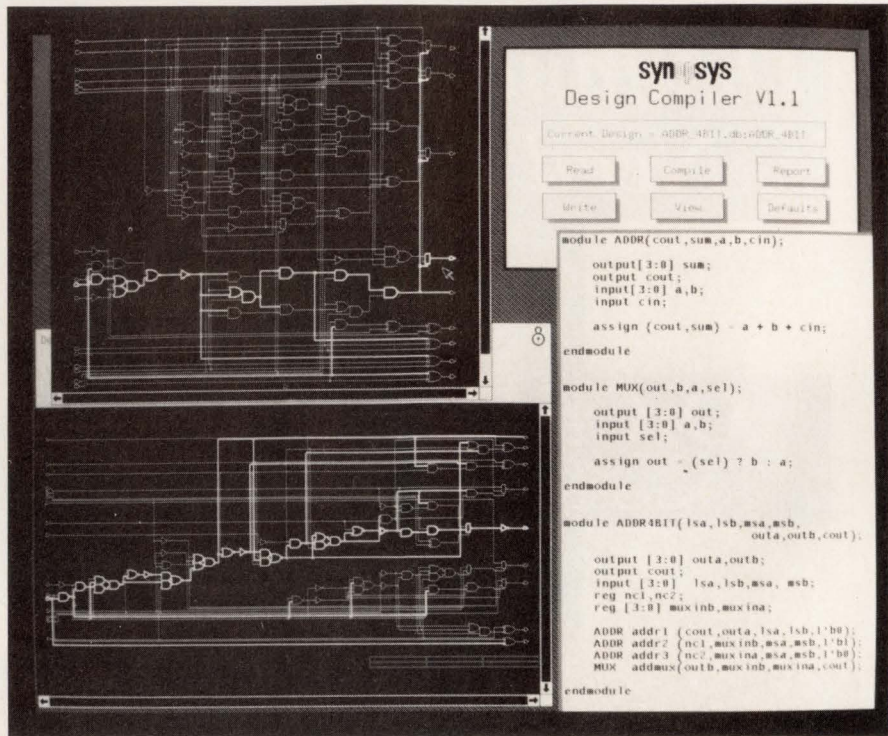 syn sys
Design Compiler V1.1
Current Design = ADDR_4BIT.db:ADDR_4BIT
Read Compile Report
Write View Defaults
module ADDR(cout,sum,a,b,cin);
output[3:0] sum;
output cout;
input[3:0] a,b;
input cin;
assign {cout,sum} = a + b + cin;
endmodule
module MUX(out,b,a,sel);
output [3:0] out;
input [3:0] a,b;
input sel;
assign out = (sel) ? b : a;
endmodule
module ADDR4BIT(lsa,lsb,msa,msb,
outa,outb,cout);
output [3:0] outa,outb;
output cout;
input [3:0] lsa,lsb,msa, msb;
reg nc1,nc2;
reg [3:0] muxinb,muxina;
ADDR addr1 (cout,outa,lsa,lsb,1'b0);
ADDR addr2 (nc1,muxinb,msa,msb,1'b1);
ADDR addr3 (nc2,muxina,msa,msb,1'b0);
MUX addmux(outb,muxinb,muxina,cout);
endmodule